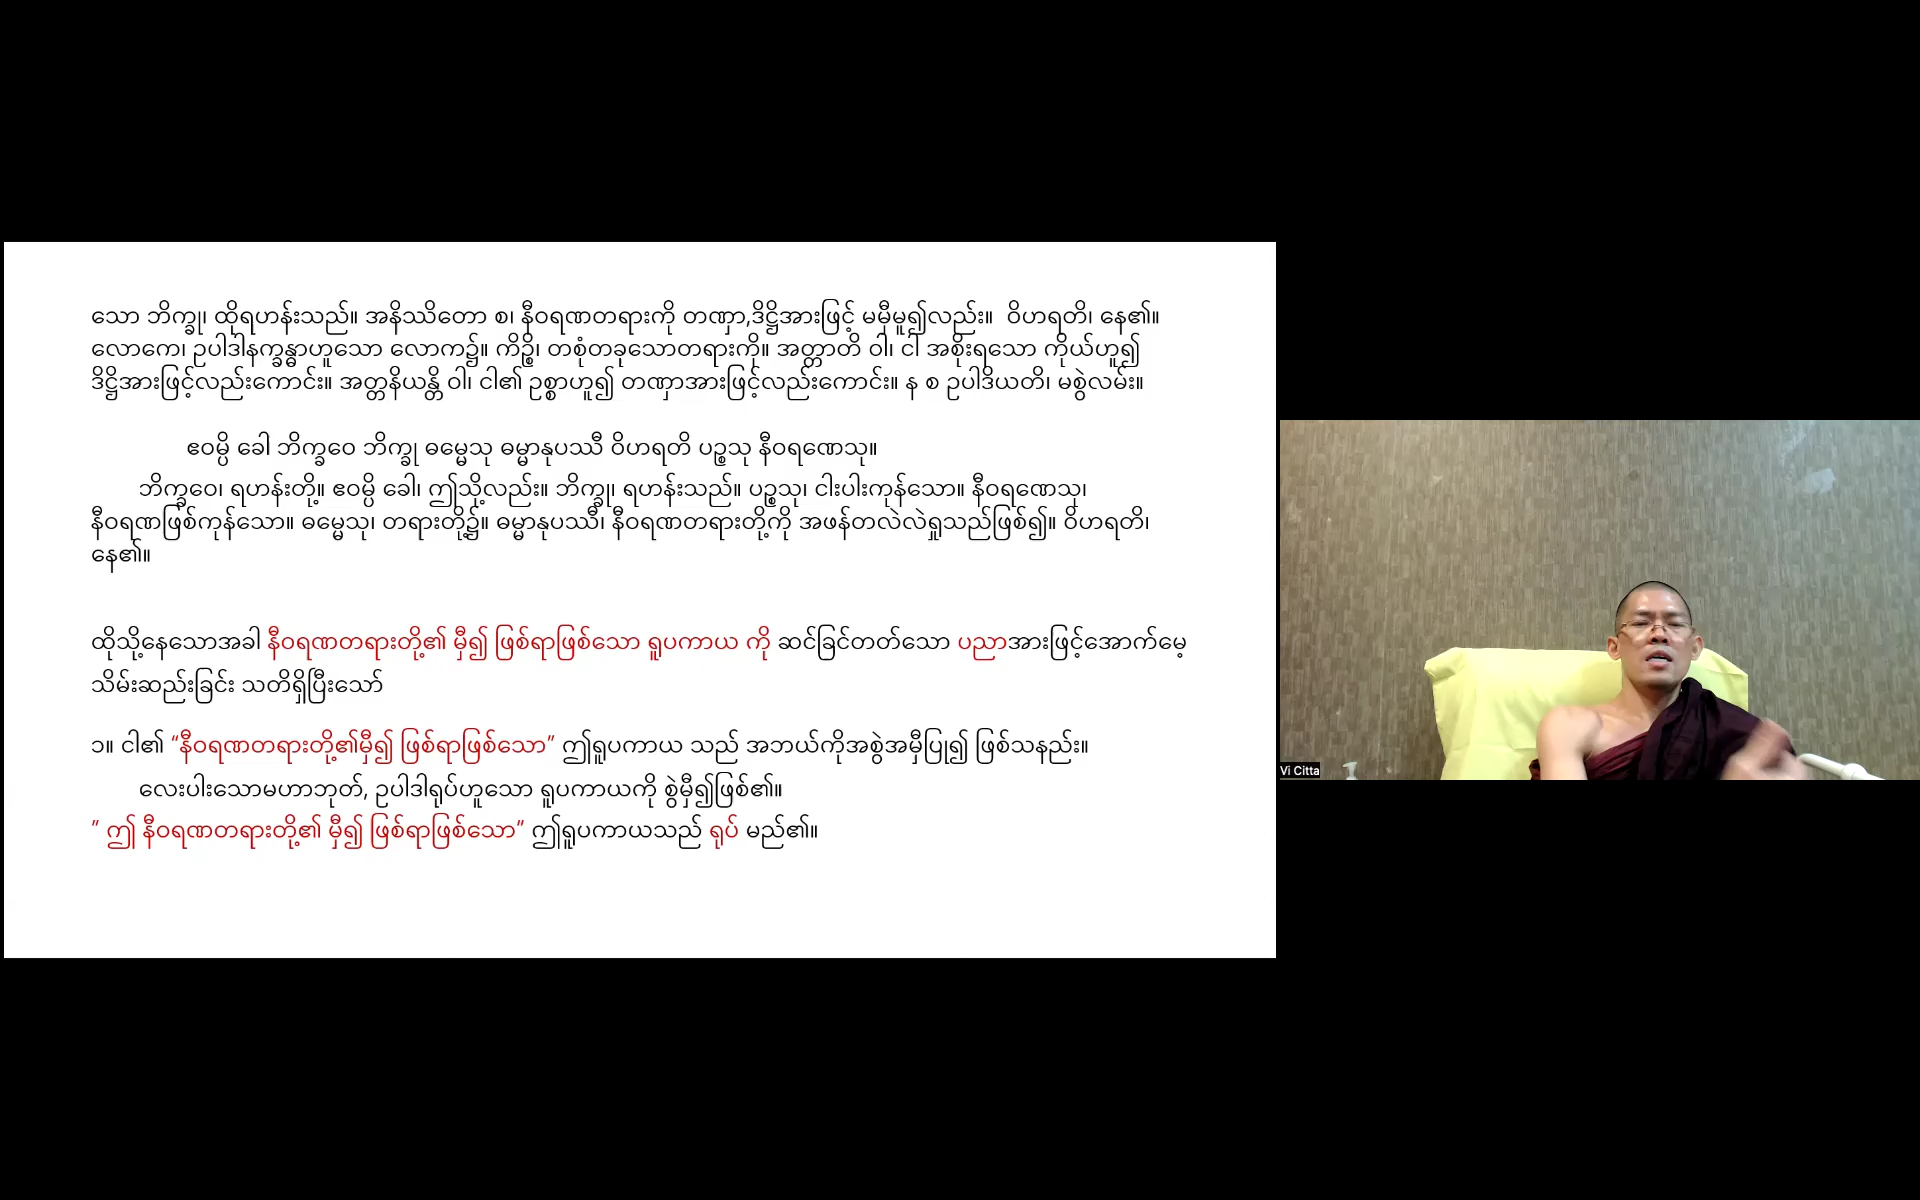 သော ဘိက္ခု၊ ထိုရဟန်းသည်။ အနိဿိတော စ၊ နီဝရဏတရားကို တဏှာ,ဒိဋ္ဌိအားဖြင့် မမှီမူ၍လည်း။ ဝိဟရတိ၊ နေ၏။
လောကေ၊ ဥပါဒါနက္ခန္ဓာဟူသော လောက၌။ ကိဉ္စိ၊ တစုံတခုသောတရားကို။ အတ္တာတိ ဝါ၊ ငါ အစိုးရသော ကိုယ်ဟူ၍
ဒိဋ္ဌိအားဖြင့်လည်းကောင်း။ အတ္တနိယန္တိ ဝါ၊ ငါ၏ ဥစ္စာဟူ၍ တဏှာအားဖြင့်လည်းကောင်း။ န စ ဥပါဒိယတိ၊ မစွဲလမ်း။
ဧဝမ္ပိ ခေါ ဘိက္ခဝေ ဘိက္ခု ဓမ္မေသု ဓမ္မာနုပဿီ ဝိဟရတိ ပဉ္စသု နီဝရဏေသု။
ဘိက္ခဝေ၊ ရဟန်းတို့။ ဧဝမ္ပိ ခေါ၊ ဤသို့လည်း။ ဘိက္ခု၊ ရဟန်းသည်။ ပဉ္စသု၊ ငါးပါးကုန်သော။ နီဝရဏေသု၊
နီဝရဏဖြစ်ကုန်သော။ ဓမ္မေသု၊ တရားတို့၌။ ဓမ္မာနုပဿီ၊ နီဝရဏတရားတို့ကို အဖန်တလဲလဲရှုသည်ဖြစ်၍။ ဝိဟရတိ၊
နေ၏။
ထိုသို့နေသောအခါ နီဝရဏတရားတို့၏ မှီ၍ ဖြစ်ရာဖြစ်သော ရူပကာယ ကို ဆင်ခြင်တတ်သော ပညာအားဖြင့်အောက်မေ့
သိမ်းဆည်းခြင်း သတိရှိပြီးသော်
၁။ ငါ၏ “နီဝရဏတရားတို့၏မှီ၍ ဖြစ်ရာဖြစ်သော” ဤရူပကာယ သည် အဘယ်ကိုအစွဲအမှီပြု၍ ဖြစ်သနည်း။
လေးပါးသောမဟာဘုတ်, ဥပါဒါရုပ်ဟူသော ရူပကာယကို စွဲမှီ၍ဖြစ်၏။
” ဤ နီဝရဏတရားတို့၏ မှီ၍ ဖြစ်ရာဖြစ်သော” ဤရူပကာယသည် ရုပ် မည်၏။
Vi Citta